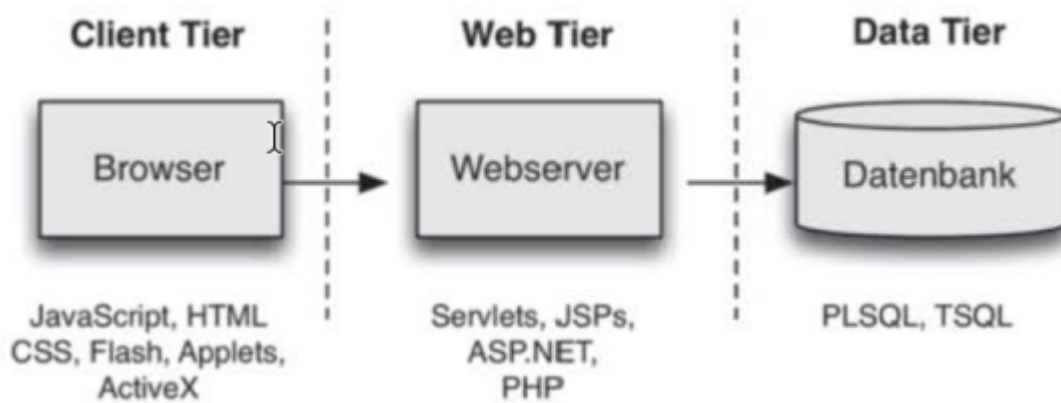 Client Tier
Web Tier
Data Tier
Browser
Webserver
Datenbank
JavaScript, HTML
CSS, Flash, Applets,
ActiveX
Servlets, JSPs,
ASP.NET,
PHP
PLSQL, TSQL